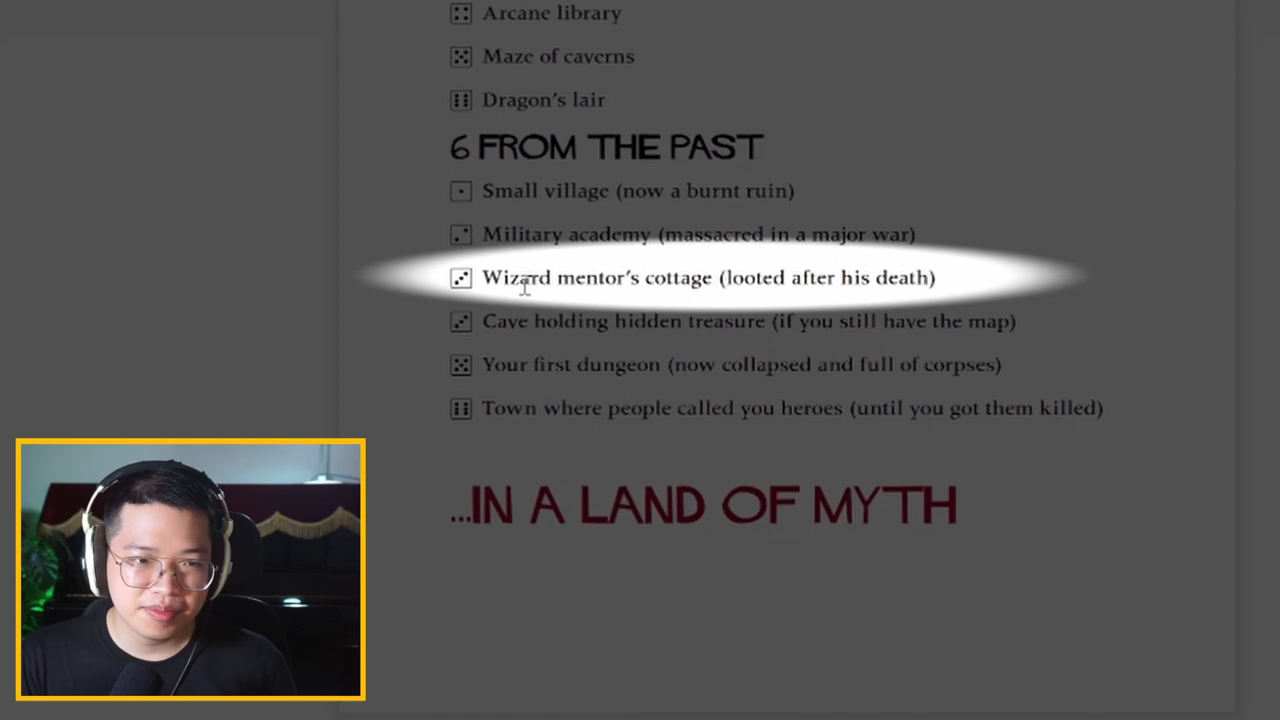 Arcane library
Maze of caverns
Dragon's lair
6 FROM THE PAST
Small village (now a burnt ruin)
Military academy (massacred in a major war)
Wizard mentor's cottage (looted after his death)
Cave holding hidden treasure (if you still have the map)
Your first dungeon (now collapsed and full of corpses)
Town where people called you heroes (until you got them killed)
...IN A LAND OF MYTH